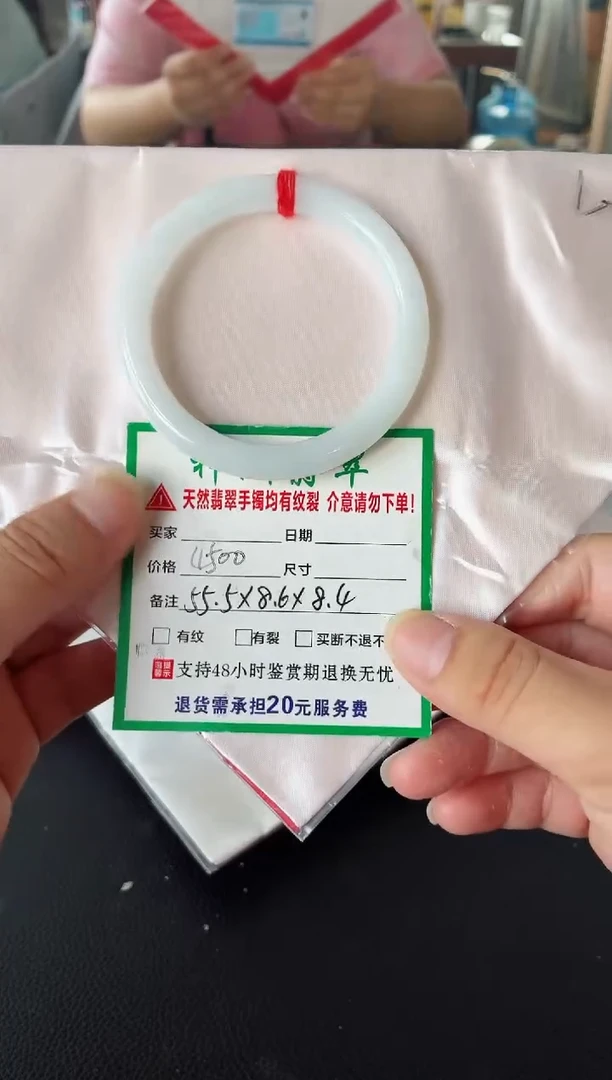 翡翠
天然翡翠手镯均有纹裂 介意请勿下单!
买家 日期
价格 4500 尺寸
备注 55.5X8.6X8.4
有纹 有裂 买断不退不
支持48小时鉴赏期退换无忧
退货需承担20元服务费